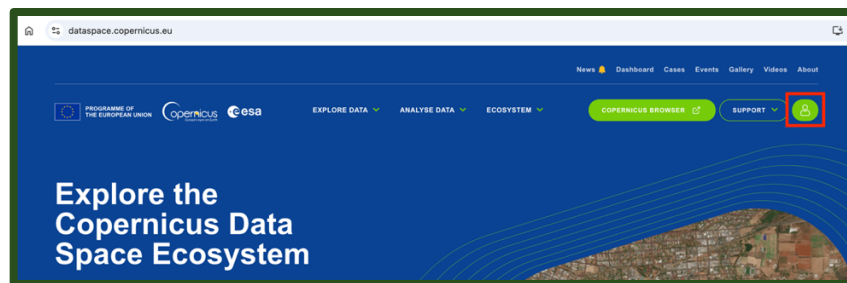 dataspace.copernicus.eu
News Dashboard Cases Events Gallery Videos About
PROGRAMME OF
THE EUROPEAN UNION
opernicus
esa
EXPLORE DATA ANALYSE DATA ECOSYSTEM
COPERNICUS BROWSER SUPPORT
Explore the
Copernicus Data
Space Ecosystem